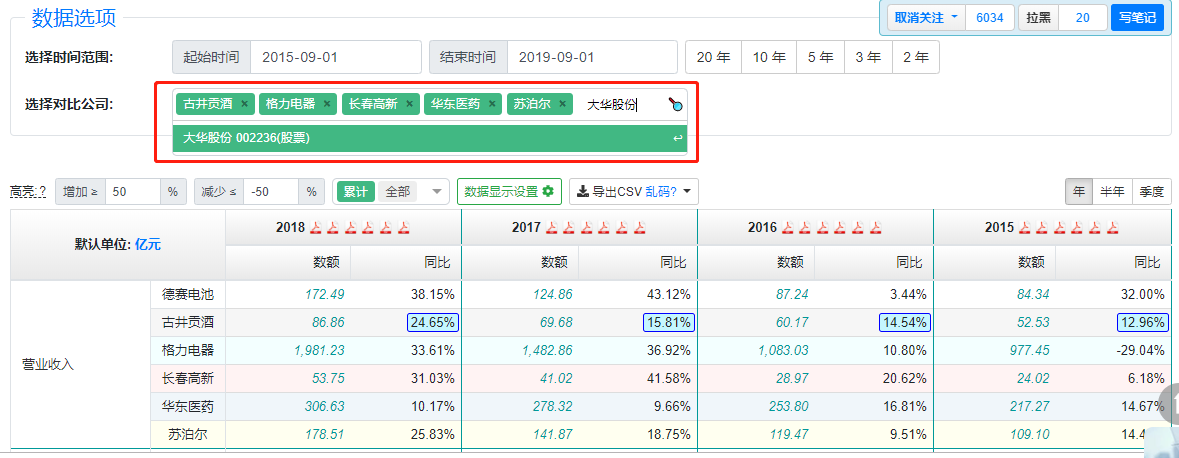 数据选项
取消关注 6034 拉黑 20 写笔记
选择时间范围: 起始时间 2015-09-01 结束时间 2019-09-01 20 年 10 年 5 年 3 年 2 年
选择对比公司: 古井贡酒 × 格力电器 × 长春高新 × 华东医药 × 苏泊尔 × 大华股份
大华股份 002236(股票)
高亮:? 增加 ≥ 50 % 减少 ≤ -50 % 累计 全部 数据显示设置 导出CSV 乱码? 年 半年 季度
默认单位: 亿元 2018 2017 2016 2015
数额 同比 数额 同比 数额 同比 数额 同比
德赛电池 172.49 38.15% 124.86 43.12% 87.24 3.44% 84.34 32.00%
古井贡酒 86.86 24.65% 69.68 15.81% 60.17 14.54% 52.53 12.96%
营业收入 格力电器 1,981.23 33.61% 1,482.86 36.92% 1,083.03 10.80% 977.45 -29.04%
长春高新 53.75 31.03% 41.02 41.58% 28.97 20.62% 24.02 6.18%
华东医药 306.63 10.17% 278.32 9.66% 253.80 16.81% 217.27 14.67%
苏泊尔 178.51 25.83% 141.87 18.75% 119.47 9.51% 109.10